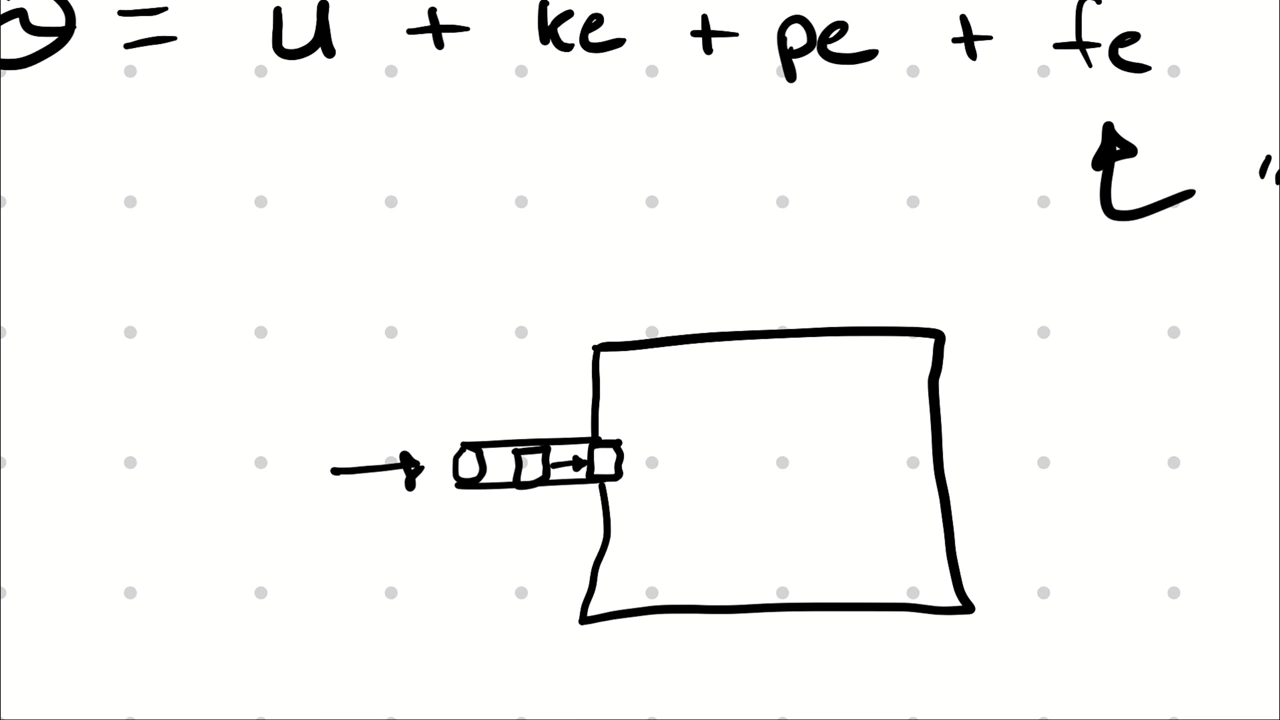 = u + ke + pe + fe